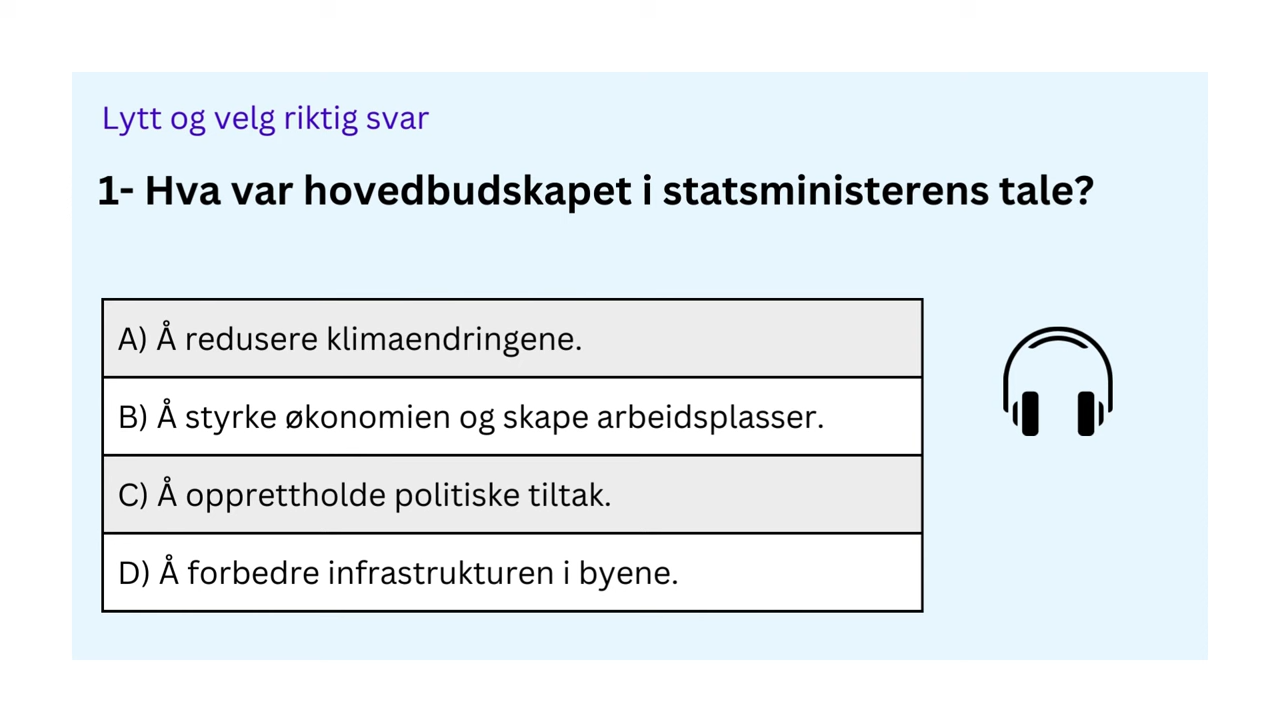 Lytt og velg riktig svar
1- Hva var hovedbudskapet i statsministerens tale?
A) Å redusere klimaendringene.
B) Å styrke økonomien og skape arbeidsplasser.
C) Å opprettholde politiske tiltak.
D) Å forbedre infrastrukturen i byene.